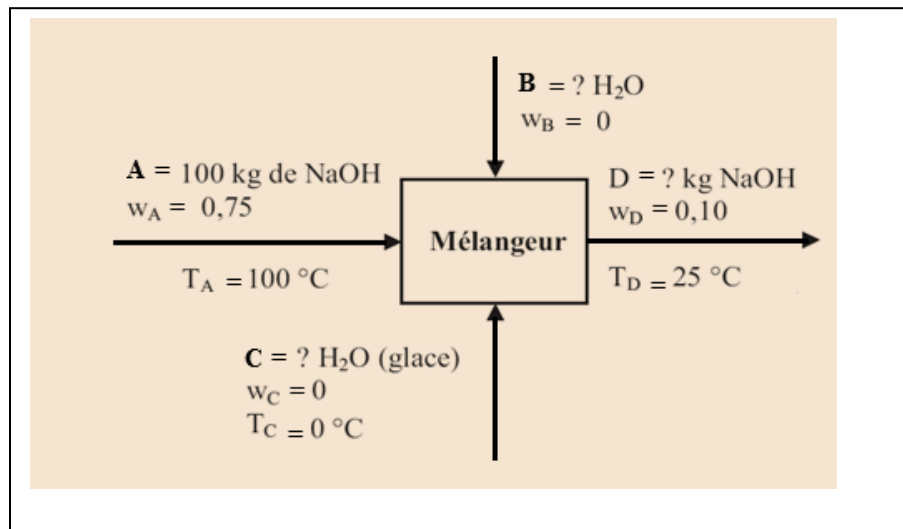 B = ? H₂O
w_B = 0
A = 100 kg de NaOH
w_A = 0,75
D = ? kg NaOH
w_D = 0,10
Mélangeur
T_A = 100 °C
T_D = 25 °C
C = ? H₂O (glace)
w_C = 0
T_C = 0 °C